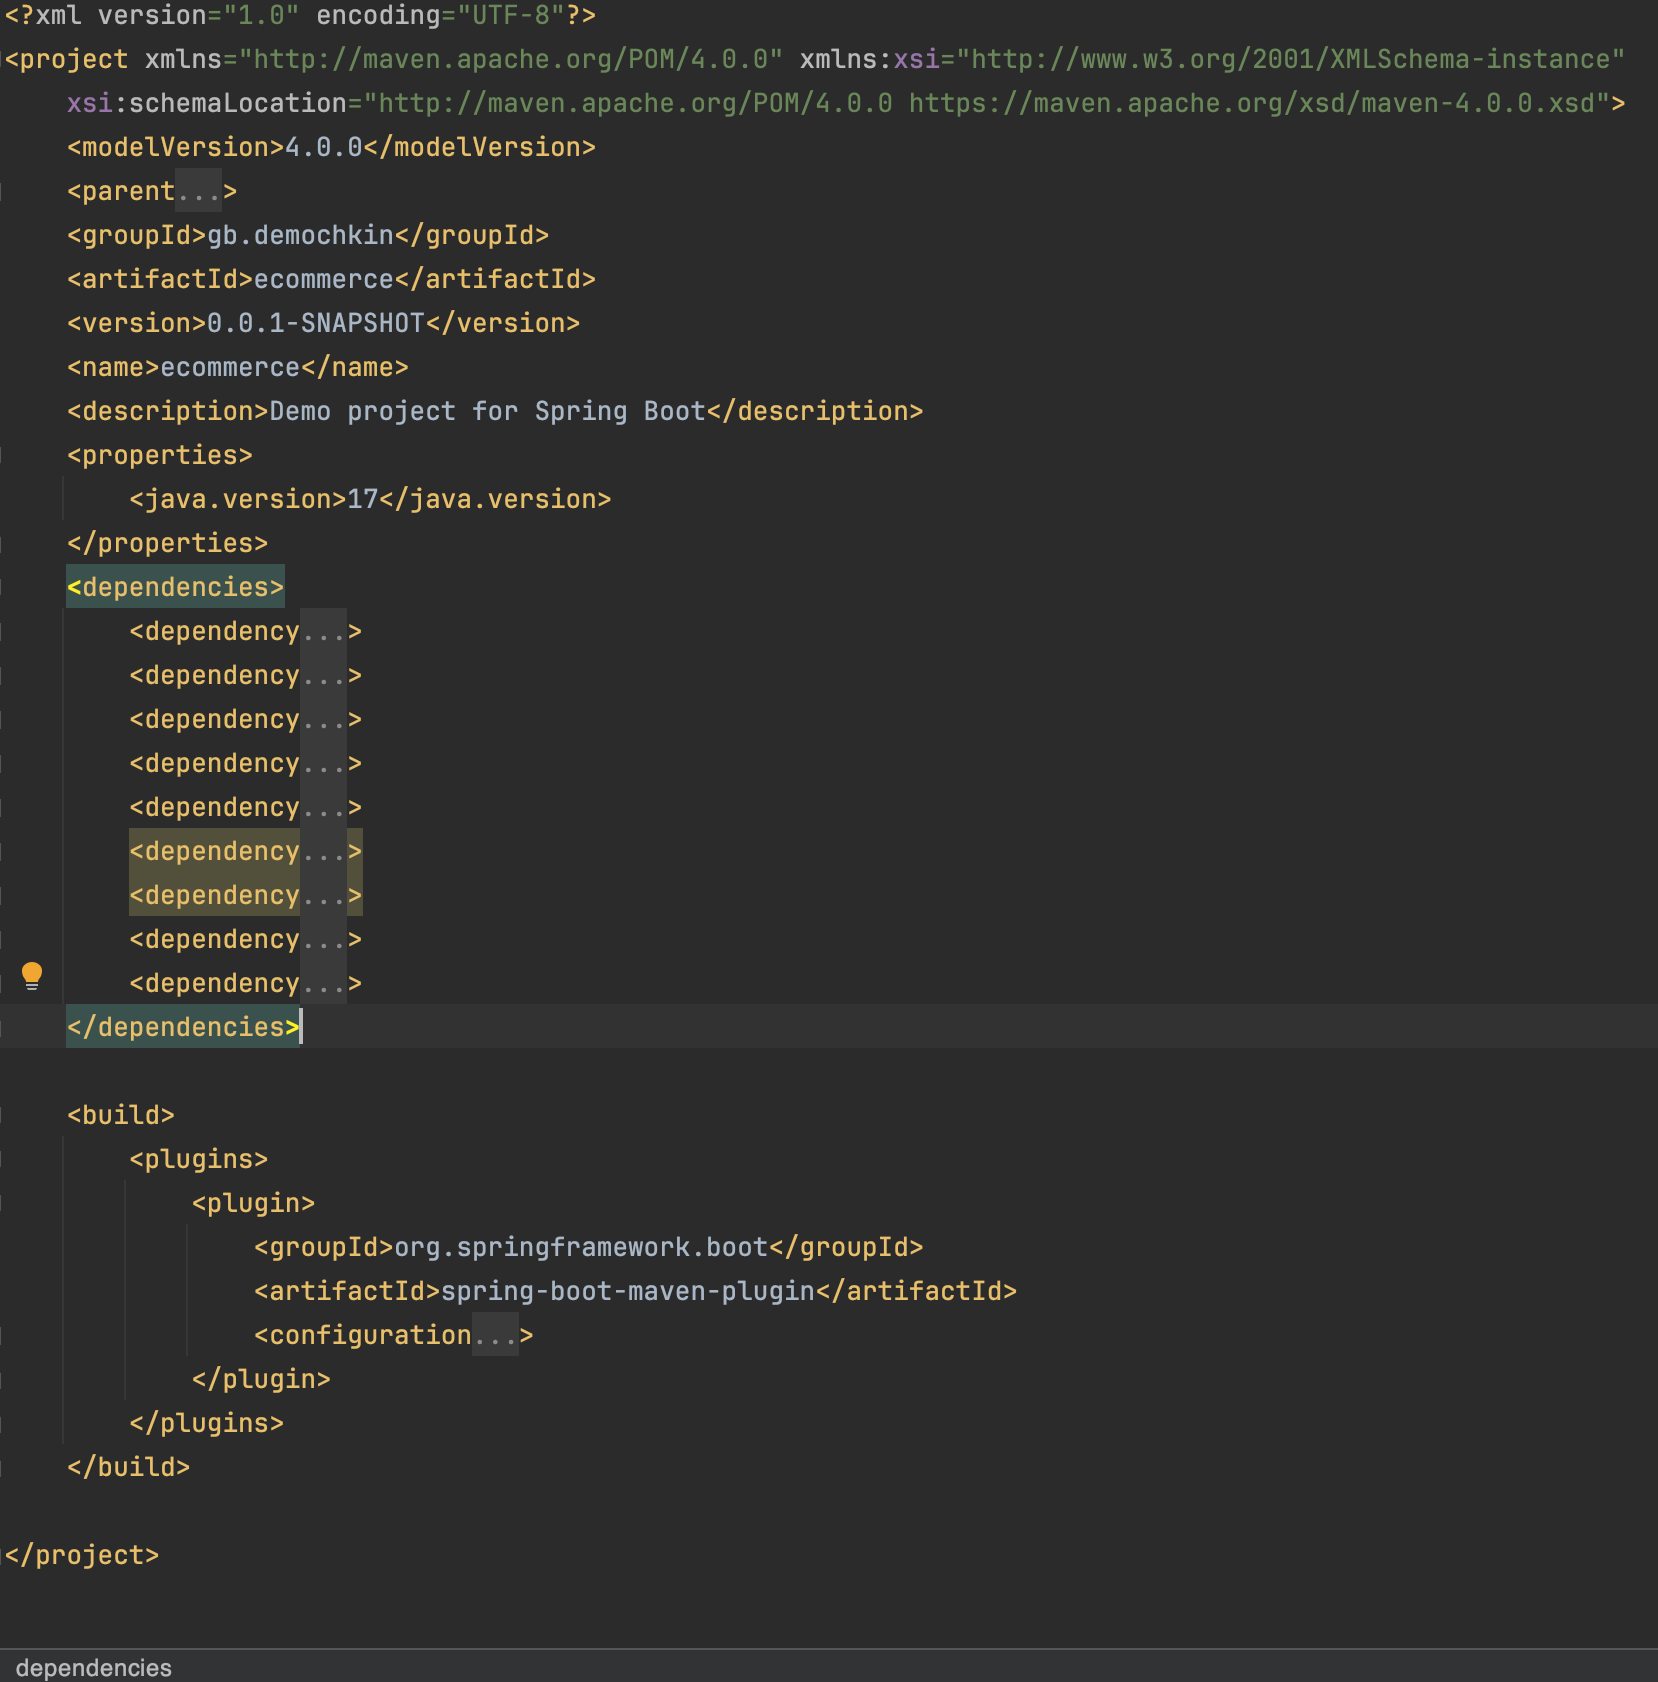 <?xml version="1.0" encoding="UTF-8"?>
<project xmlns="http://maven.apache.org/POM/4.0.0" xmlns:xsi="http://www.w3.org/2001/XMLSchema-instance"
xsi:schemaLocation="http://maven.apache.org/POM/4.0.0 https://maven.apache.org/xsd/maven-4.0.0.xsd">
<modelVersion>4.0.0</modelVersion>
<parent...>
<groupId>gb.demochkin</groupId>
<artifactId>ecommerce</artifactId>
<version>0.0.1-SNAPSHOT</version>
<name>ecommerce</name>
<description>Demo project for Spring Boot</description>
<properties>
<java.version>17</java.version>
</properties>
<dependencies>
<dependency...>
<dependency...>
<dependency...>
<dependency...>
<dependency...>
<dependency...>
<dependency...>
<dependency...>
<dependency...>
</dependencies>
<build>
<plugins>
<plugin>
<groupId>org.springframework.boot</groupId>
<artifactId>spring-boot-maven-plugin</artifactId>
<configuration...>
</plugin>
</plugins>
</build>
</project>
dependencies